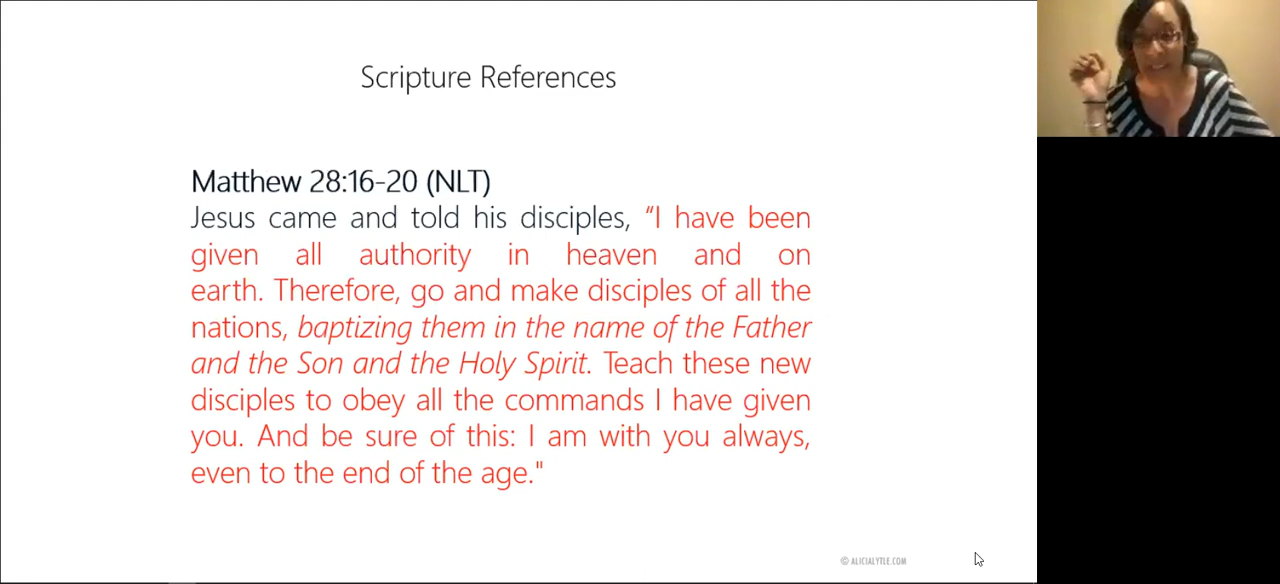 Scripture References
Matthew 28:16-20 (NLT)
Jesus came and told his disciples, “I have been
given all authority in heaven and on
earth. Therefore, go and make disciples of all the
nations, baptizing them in the name of the Father
and the Son and the Holy Spirit. Teach these new
disciples to obey all the commands I have given
you. And be sure of this: I am with you always,
even to the end of the age."
© ALICIALYTLE.COM